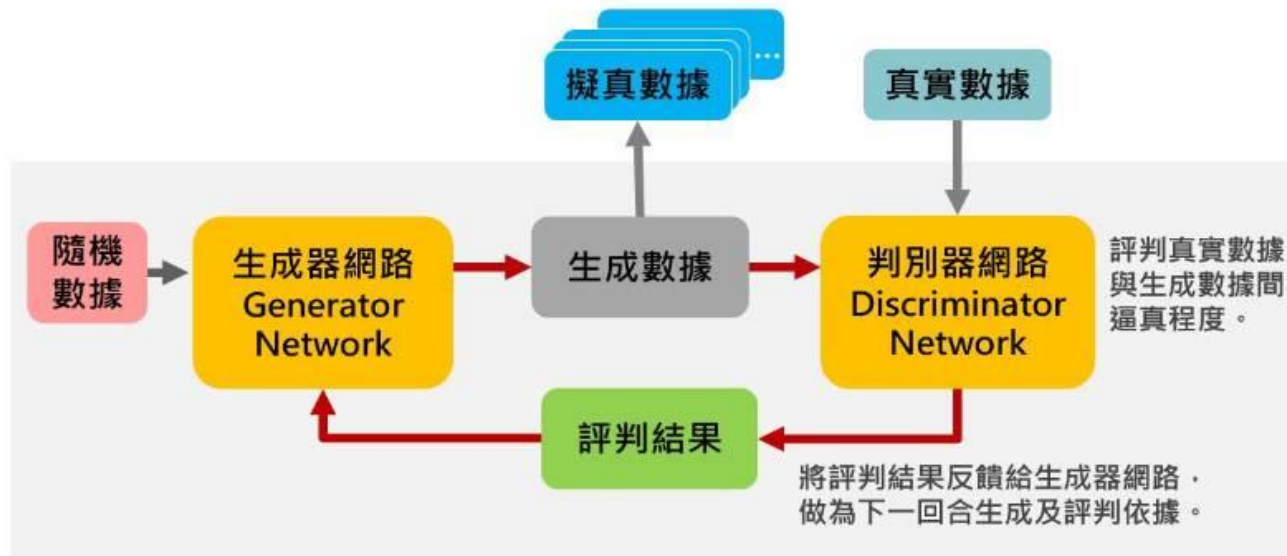 擬真數據
...
真實數據
隨機
數據
生成器網路
Generator
Network
生成數據
判別器網路
Discriminator
Network
評判真實數據
與生成數據間
逼真程度。
評判結果
將評判結果反饋給生成器網路，
做為下一回合生成及評判依據。